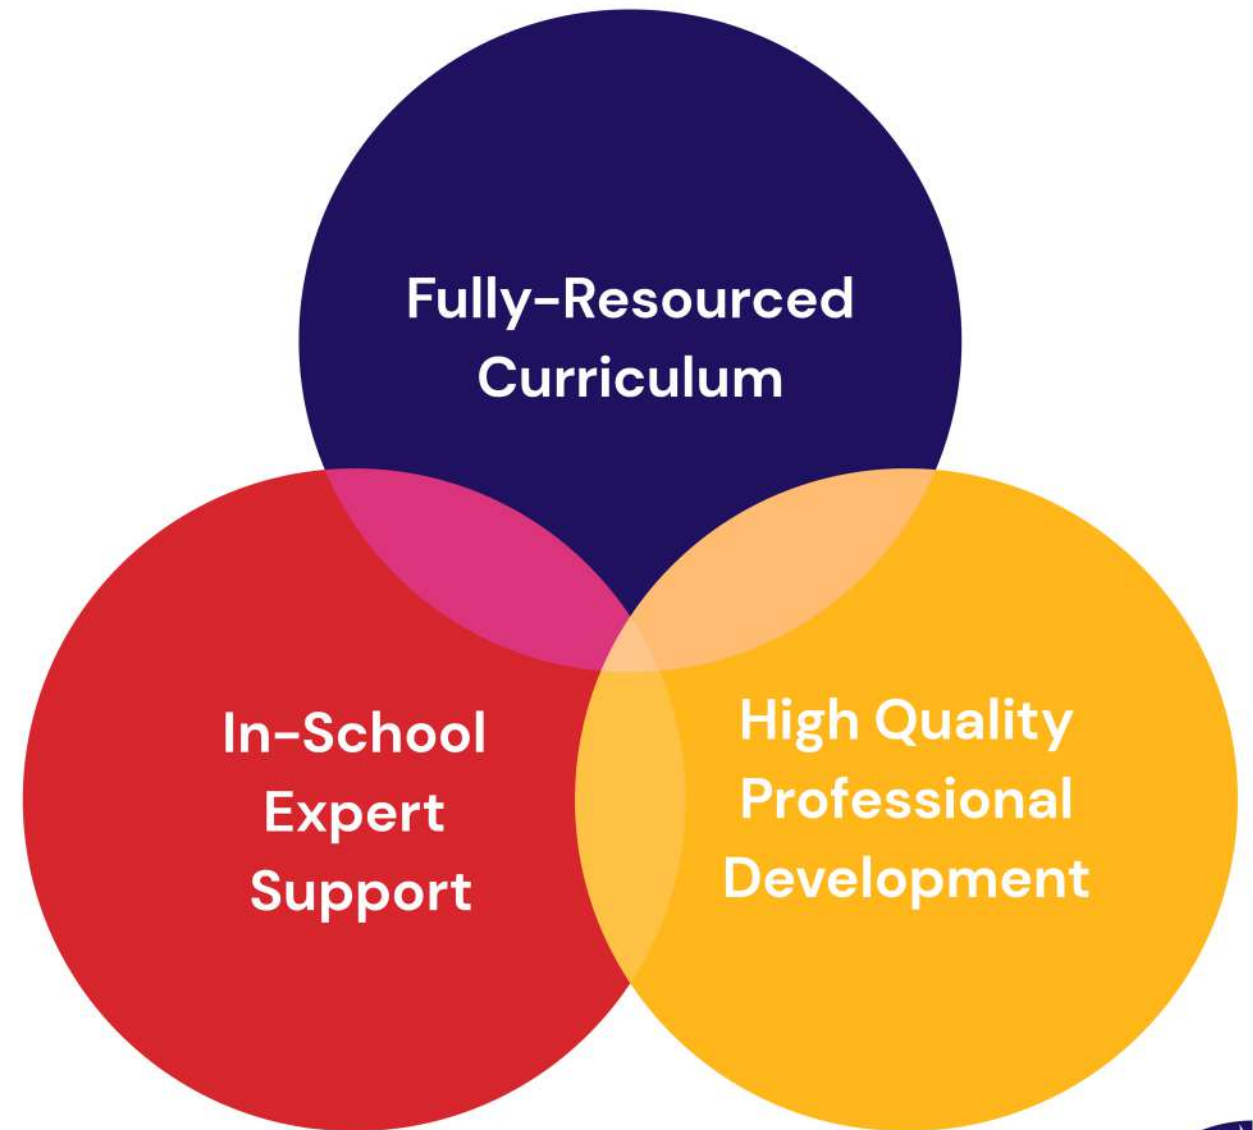 Fully-Resourced
Curriculum
In-School
Expert
Support
High Quality
Professional
Development